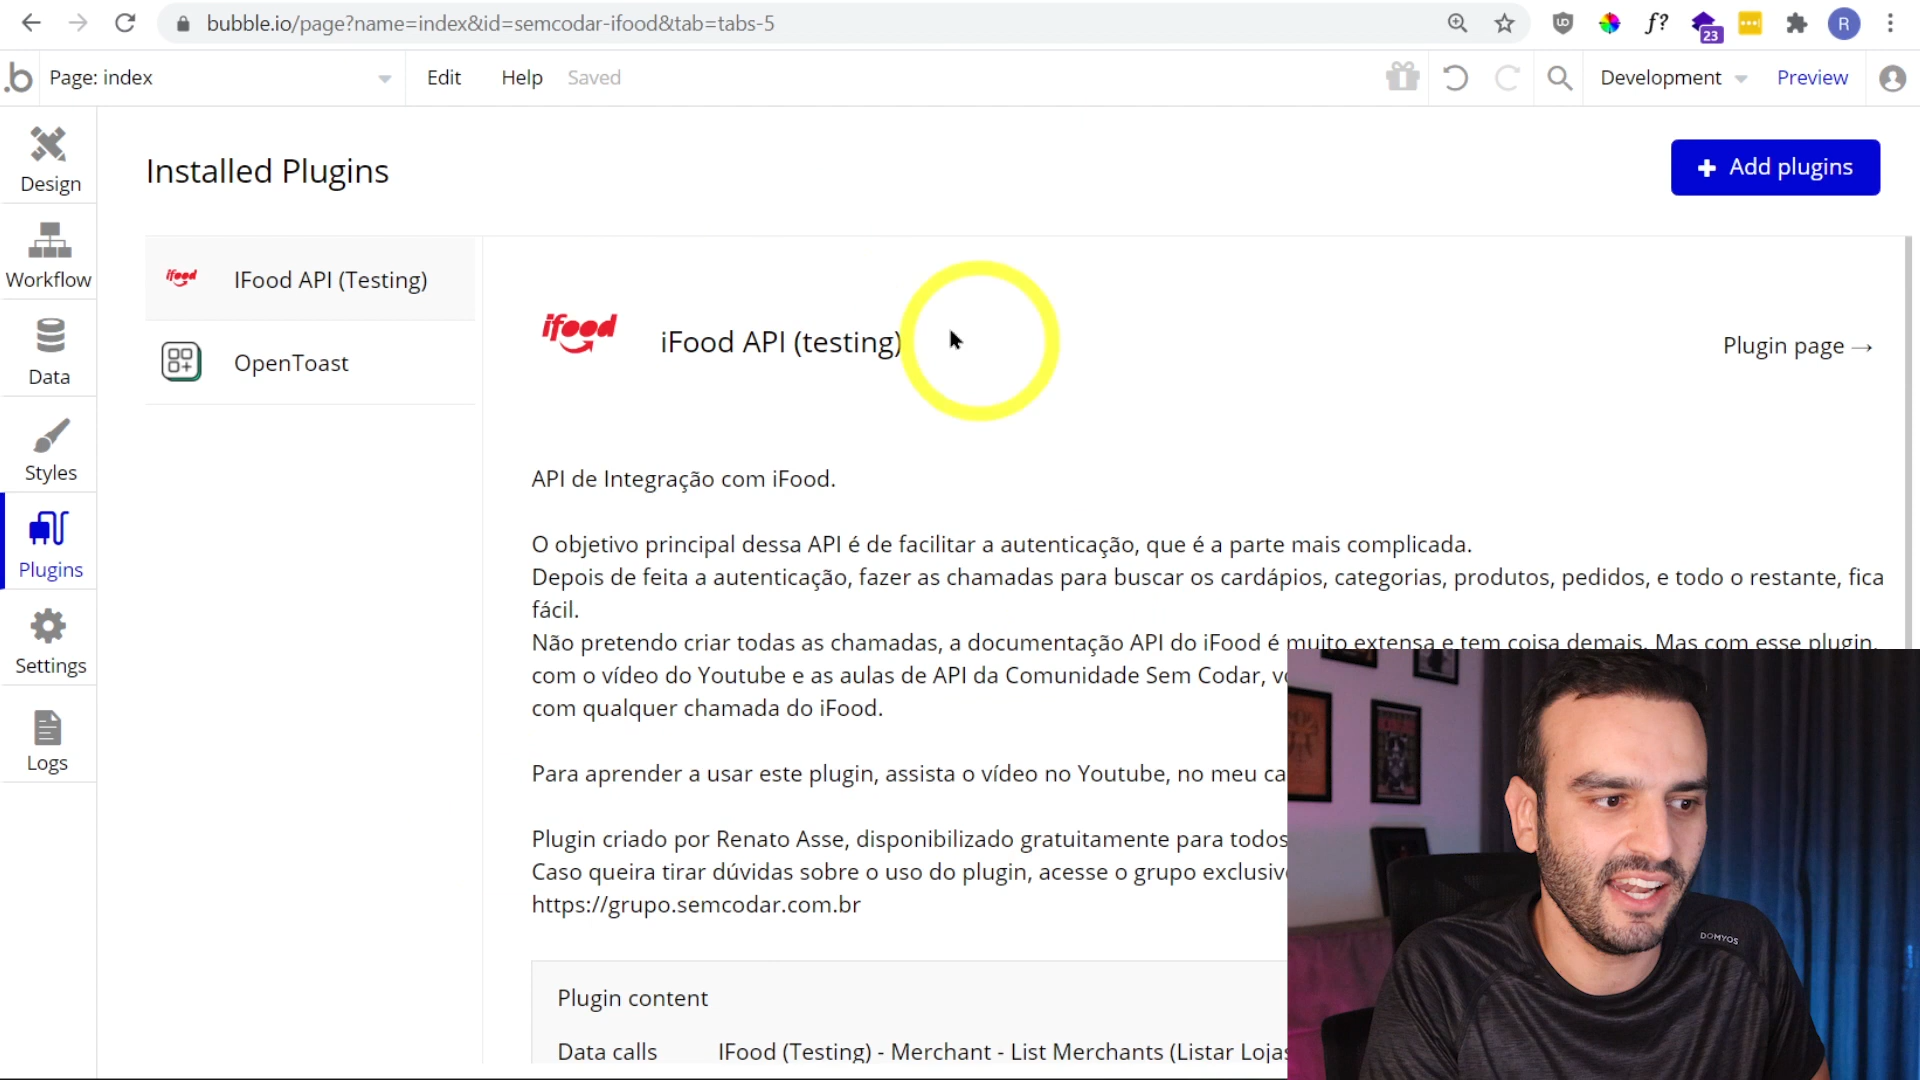 bubble.io/page?name=index&id=semcodar-ifood&tab=tabs-5
f?
23
R
.b Page: index
Edit
Help
Saved
Development
Preview
Design
Workflow
Data
Styles
Plugins
Settings
Logs
Installed Plugins
+ Add plugins
ifood
IFood API (Testing)
OpenToast
ifood
iFood API (testing)
Plugin page →
API de Integração com iFood.
O objetivo principal dessa API é de facilitar a autenticação, que é a parte mais complicada.
Depois de feita a autenticação, fazer as chamadas para buscar os cardápios, categorias, produtos, pedidos, e todo o restante, fica
fácil.
Não pretendo criar todas as chamadas, a documentação API do iFood é muito extensa e tem coisa demais. Mas com esse plugin,
com o vídeo do Youtube e as aulas de API da Comunidade Sem Codar,
com qualquer chamada do iFood.
Para aprender a usar este plugin, assista o vídeo no Youtube, no meu ca
Plugin criado por Renato Asse, disponibilizado gratuitamente para todos
Caso queira tirar dúvidas sobre o uso do plugin, acesse o grupo exclusiv
https://grupo.semcodar.com.br
Plugin content
Data calls
IFood (Testing) - Merchant - List Merchants (Listar Lojas
DOMYOS